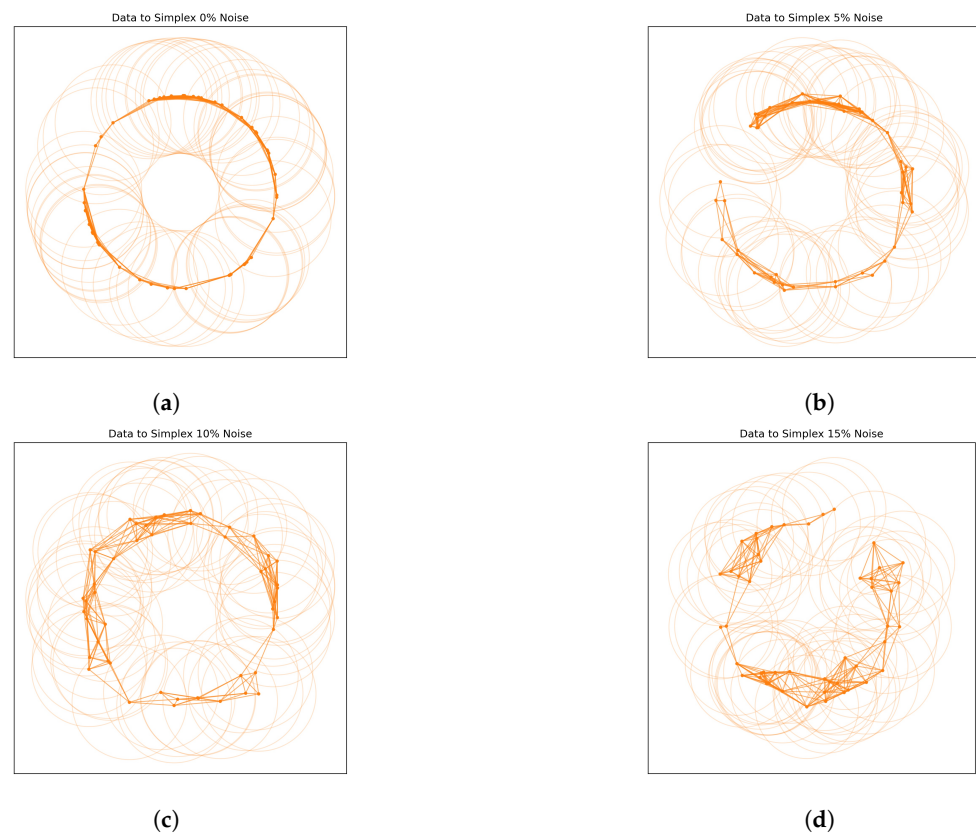 Data to Simplex 0% Noise
Data to Simplex 5% Noise
(a)
(b)
Data to Simplex 10% Noise
Data to Simplex 15% Noise
(c)
(d)